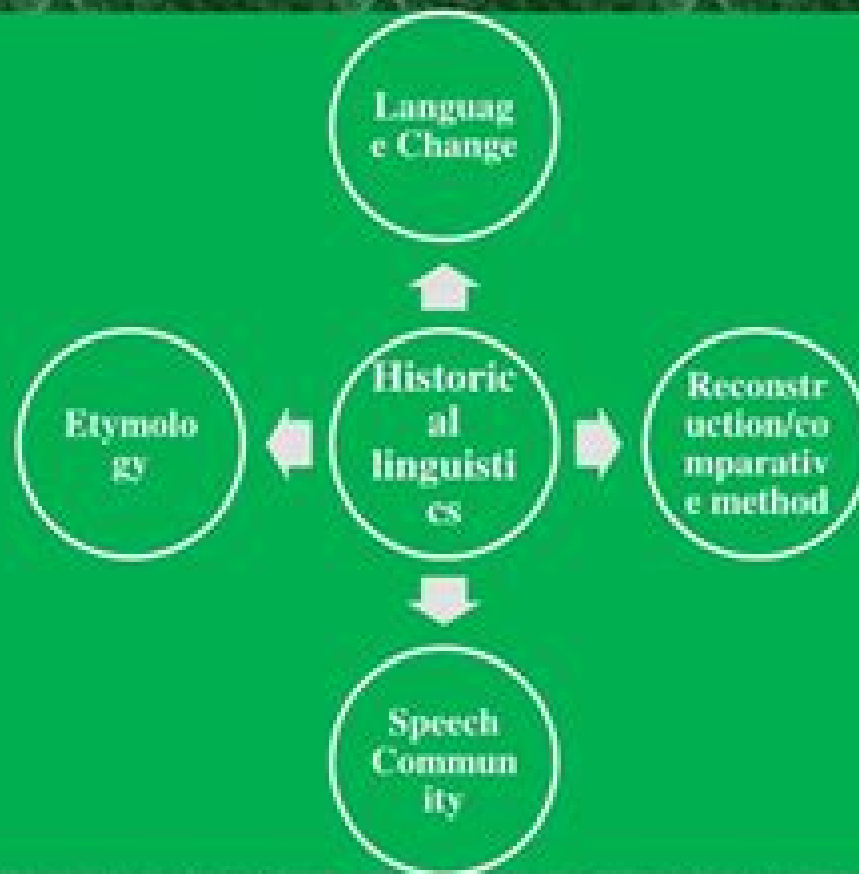 Languag
e Change
Etymolo
gy
Historic
al
linguisti
cs
Reconstr
uction/co
mparativ
e method
Speech
Commun
ity